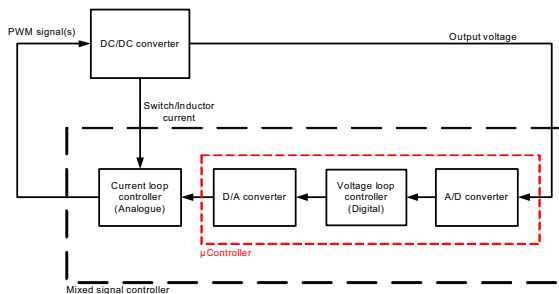 PWM signal(s)
DC/DC converter
Output voltage
Switch/Inductor
current
Current loop
controller
(Analogue)
D/A converter
Voltage loop
controller
(Digital)
A/D converter
µController
Mixed signal controller